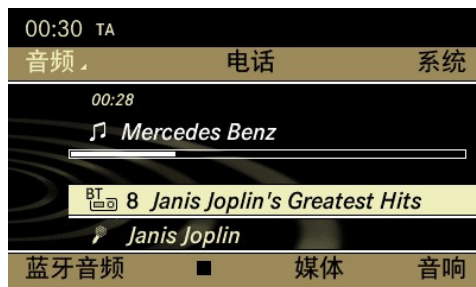 00:30 TA
音频 电话 系统
00:28
Mercedes Benz
BT 8 Janis Joplin's Greatest Hits
Janis Joplin
蓝牙音频 媒体 音响